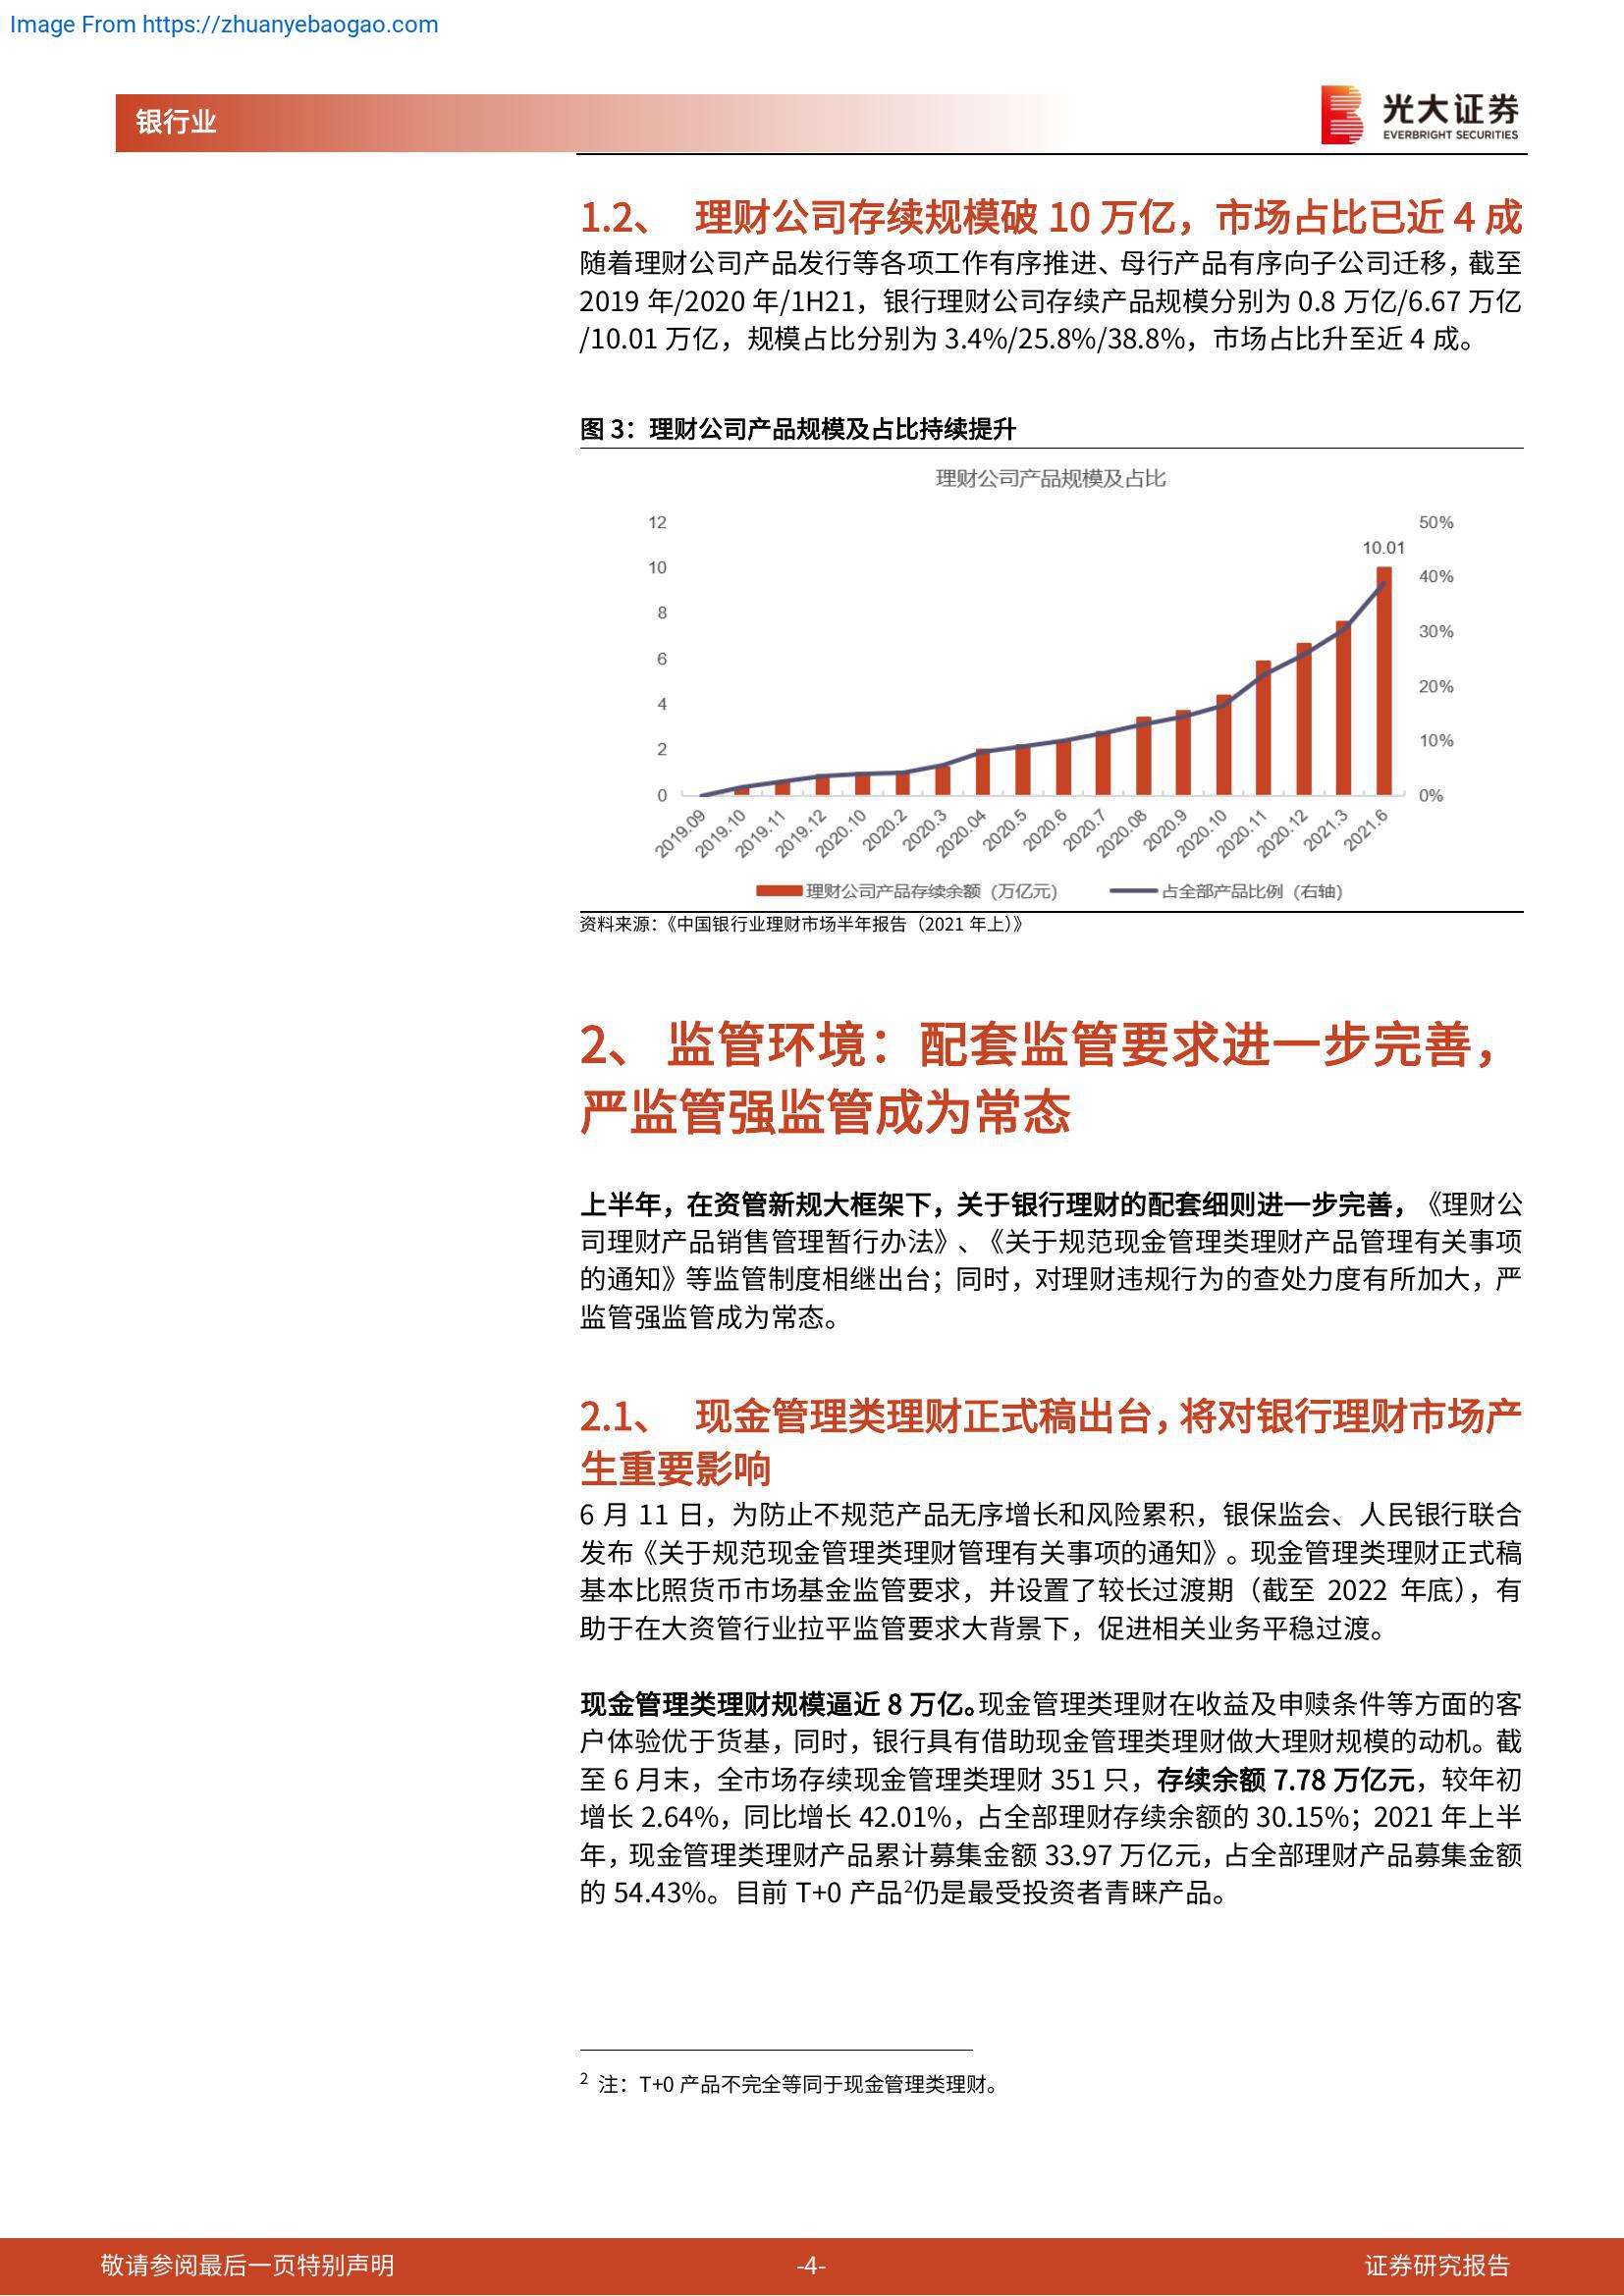 Image From https://zhuanyebaogao.com
银行业
光大证券
EVERBRIGHT SECURITIES
1.2、 理财公司存续规模破 10 万亿，市场占比已近 4 成
随着理财公司产品发行等各项工作有序推进、母行产品有序向子公司迁移，截至
2019 年/2020 年/1H21，银行理财公司存续产品规模分别为 0.8 万亿/6.67 万亿
/10.01 万亿，规模占比分别为 3.4%/25.8%/38.8%，市场占比升至近 4 成。
图 3：理财公司产品规模及占比持续提升
理财公司产品规模及占比
12
10
8
6
4
2
0
50%
40%
30%
20%
10%
0%
10.01
2019.09
2019.10
2019.11
2019.12
2020.10
2020.2
2020.3
2020.04
2020.5
2020.6
2020.7
2020.08
2020.9
2020.10
2020.11
2020.12
2021.3
2021.6
理财公司产品存续余额（万亿元）
占全部产品比例（右轴）
资料来源：《中国银行业理财市场半年报告（2021 年上）》
2、 监管环境：配套监管要求进一步完善，
严监管强监管成为常态
上半年，在资管新规大框架下，关于银行理财的配套细则进一步完善，《理财公
司理财产品销售管理暂行办法》、《关于规范现金管理类理财产品管理有关事项
的通知》等监管制度相继出台；同时，对理财违规行为的查处力度有所加大，严
监管强监管成为常态。
2.1、 现金管理类理财正式稿出台，将对银行理财市场产
生重要影响
6 月 11 日，为防止不规范产品无序增长和风险累积，银保监会、人民银行联合
发布《关于规范现金管理类理财管理有关事项的通知》。现金管理类理财正式稿
基本比照货币市场基金监管要求，并设置了较长过渡期（截至 2022 年底），有
助于在大资管行业拉平监管要求大背景下，促进相关业务平稳过渡。
现金管理类理财规模逼近 8 万亿。现金管理类理财在收益及申赎条件等方面的客
户体验优于货基，同时，银行具有借助现金管理类理财做大理财规模的动机。截
至 6 月末，全市场存续现金管理类理财 351 只，存续余额 7.78 万亿元，较年初
增长 2.64%，同比增长 42.01%，占全部理财存续余额的 30.15%；2021 年上半
年，现金管理类理财产品累计募集金额 33.97 万亿元，占全部理财产品募集金额
的 54.43%。目前 T+0 产品2仍是最受投资者青睐产品。
2 注：T+0 产品不完全等同于现金管理类理财。
敬请参阅最后一页特别声明
-4-
证券研究报告